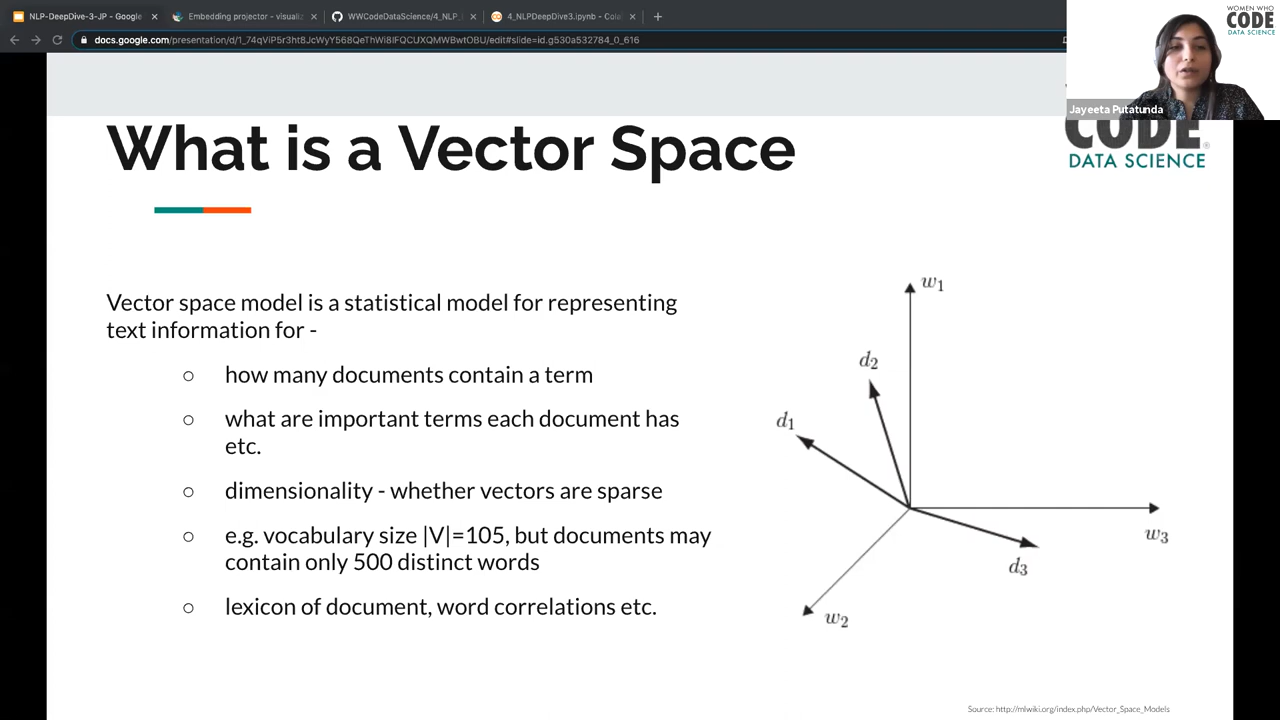 NLP-DeepDive-3-JP - Google
Embedding projector - visualiz
WWCodeDataScience/4_NLP_
4_NLPDeepDive3.ipynb - Cola
docs.google.com/presentation/d/1_74qViP5r3ht8JcWyY568QeThWi8IFQCUXQMWBwtOBU/edit#slide=id.g530a532784_0_616
WOMEN WHO
CODE
DATA SCIENCE
Jayeeta Putatunda
CODE
DATA SCIENCE
What is a Vector Space
Vector space model is a statistical model for representing
text information for -
○ how many documents contain a term
○ what are important terms each document has
etc.
○ dimensionality - whether vectors are sparse
○ e.g. vocabulary size |V|=105, but documents may
contain only 500 distinct words
○ lexicon of document, word correlations etc.
w1
d2
d1
w3
d3
w2
Source: http://mlwiki.org/index.php/Vector_Space_Models